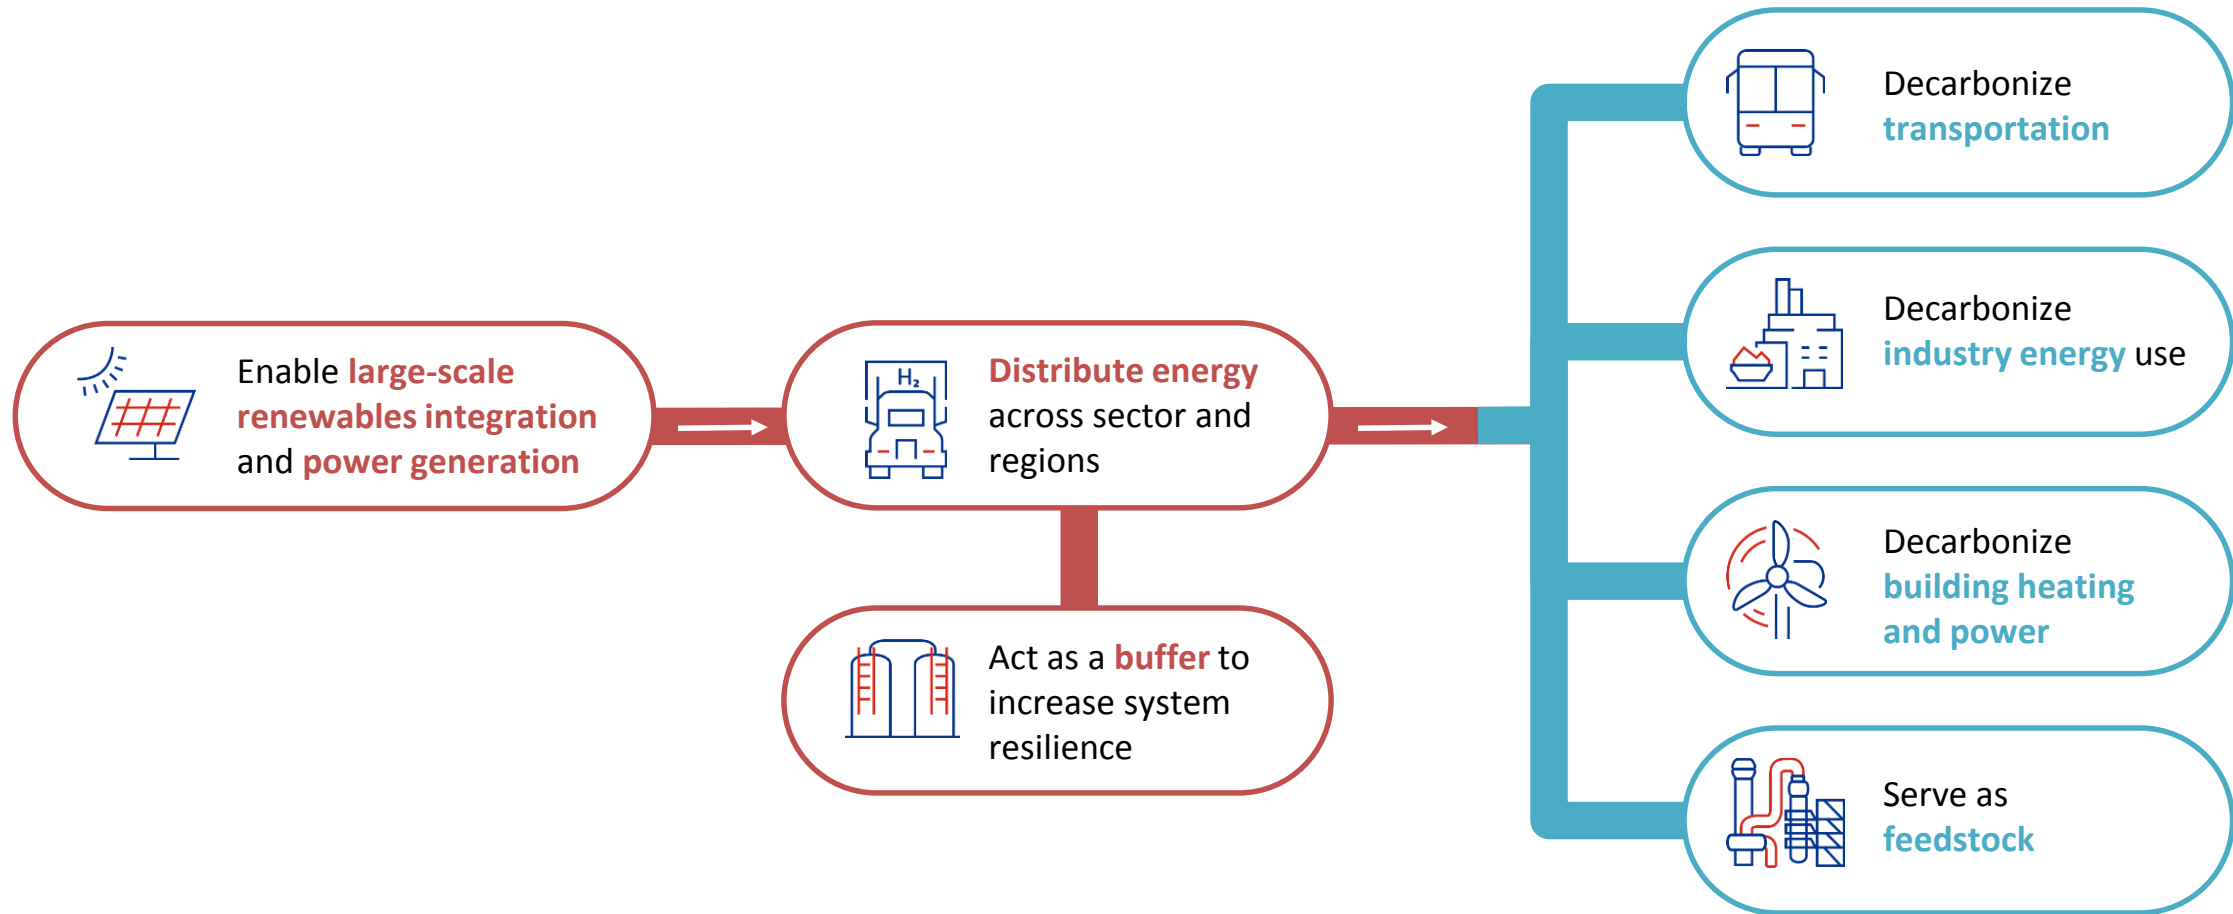 Enable large-scale
renewables integration
and power generation
H₂
Distribute energy
across sector and
regions
Act as a buffer to
increase system
resilience
Decarbonize
transportation
Decarbonize
industry energy use
Decarbonize
building heating
and power
Serve as
feedstock